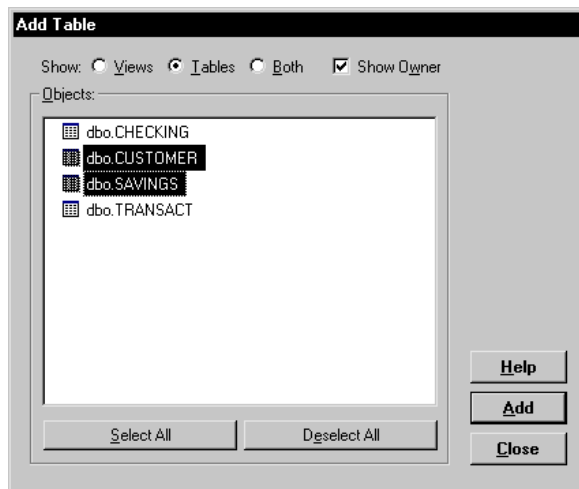 Add Table
Show: Views Tables Both Show Owner
Objects:
dbo.CHECKING
dbo.CUSTOMER
dbo.SAVINGS
dbo.TRANSACT
Help
Add
Select All Deselect All
Close